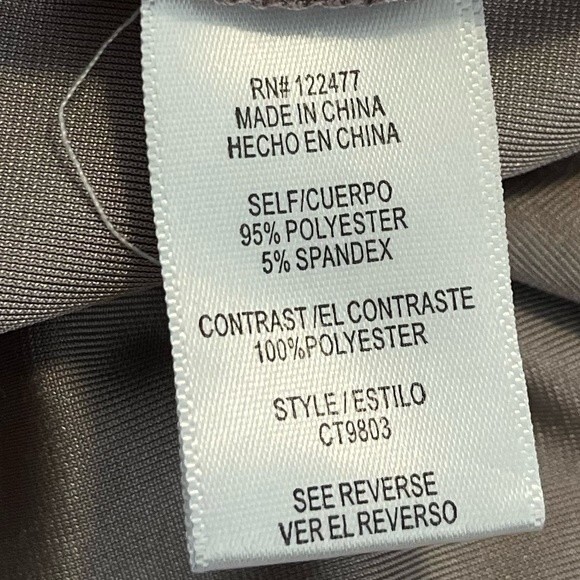 RN# 122477
MADE IN CHINA
HECHO EN CHINA
SELF/CUERPO
95% POLYESTER
5% SPANDEX
CONTRAST/EL CONTRASTE
100%POLYESTER
STYLE/ESTILO
CT9803
SEE REVERSE
VER EL REVERSO